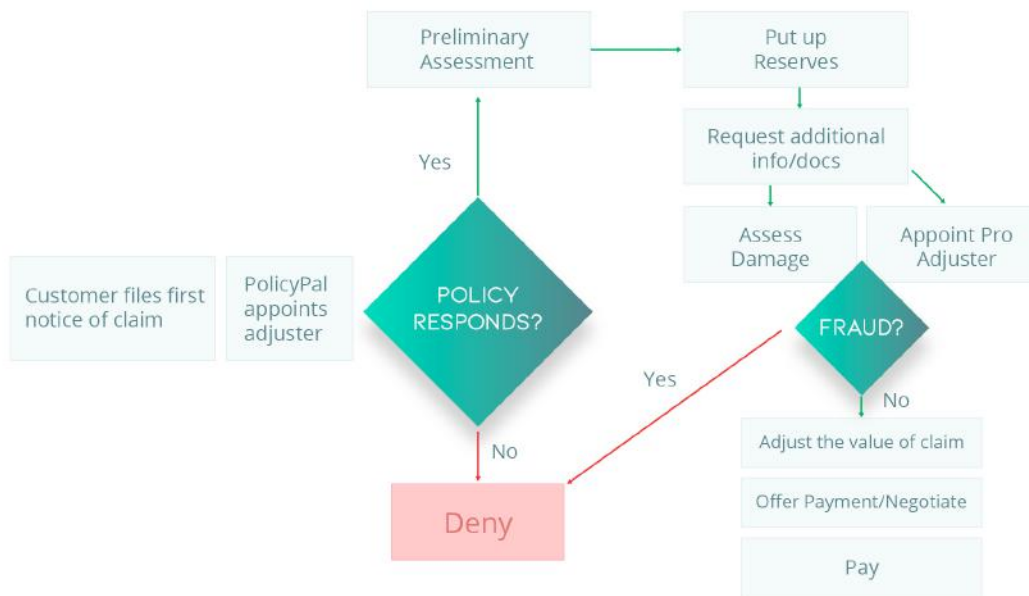 Preliminary
Assessment
Put up
Reserves
Request additional
info/docs
Yes
Assess
Damage
Appoint Pro
Adjuster
Customer files first
notice of claim
PolicyPal
appoints
adjuster
POLICY
RESPONDS?
FRAUD?
Yes
No
No
Adjust the value of claim
Offer Payment/Negotiate
Deny
Pay